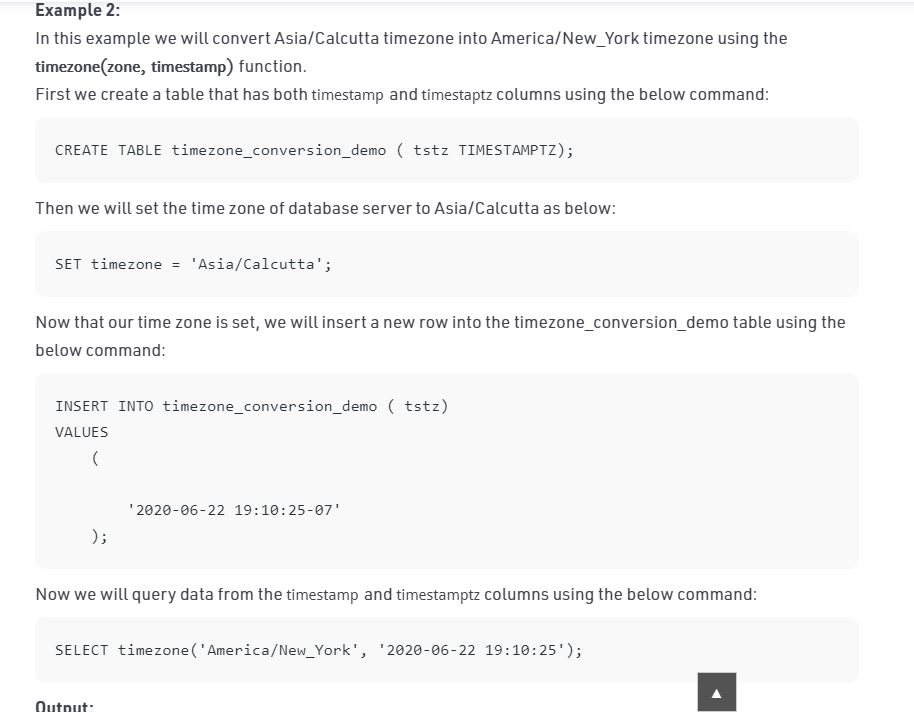 Example 2:
In this example we will convert Asia/Calcutta timezone into America/New_York timezone using the
timezone(zone, timestamp) function.
First we create a table that has both timestamp and timestaptz columns using the below command:
CREATE TABLE timezone_conversion_demo ( tstz TIMESTAMPTZ);
Then we will set the time zone of database server to Asia/Calcutta as below:
SET timezone = 'Asia/Calcutta';
Now that our time zone is set, we will insert a new row into the timezone_conversion_demo table using the
below command:
INSERT INTO timezone_conversion_demo ( tstz)
VALUES
(
'2020-06-22 19:10:25-07'
);
Now we will query data from the timestamp and timestamptz columns using the below command:
SELECT timezone('America/New_York', '2020-06-22 19:10:25');
Output: